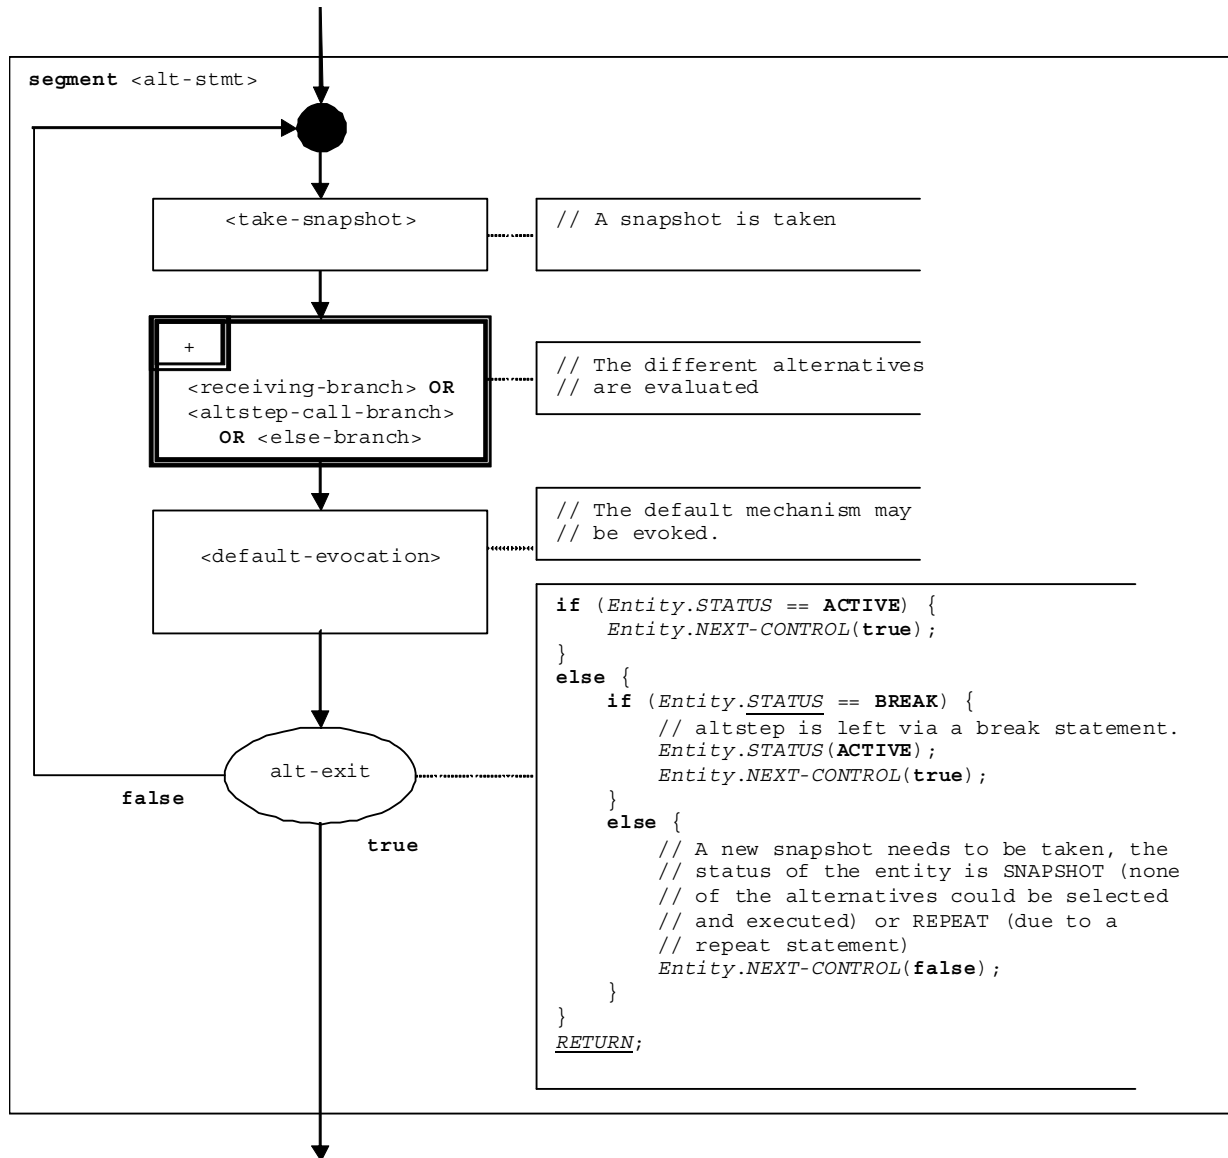 segment <alt-stmt>
<take-snapshot>
// A snapshot is taken
+
<receiving-branch> OR
<altstep-call-branch>
OR <else-branch>
// The different alternatives
// are evaluated
<default-evocation>
// The default mechanism may
// be evoked.
alt-exit
false
true
if (Entity.STATUS == ACTIVE) {
Entity.NEXT-CONTROL(true);
}
else {
if (Entity.STATUS == BREAK) {
// altstep is left via a break statement.
Entity.STATUS(ACTIVE);
Entity.NEXT-CONTROL(true);
}
else {
// A new snapshot needs to be taken, the
// status of the entity is SNAPSHOT (none
// of the alternatives could be selected
// and executed) or REPEAT (due to a
// repeat statement)
Entity.NEXT-CONTROL(false);
}
}
RETURN;